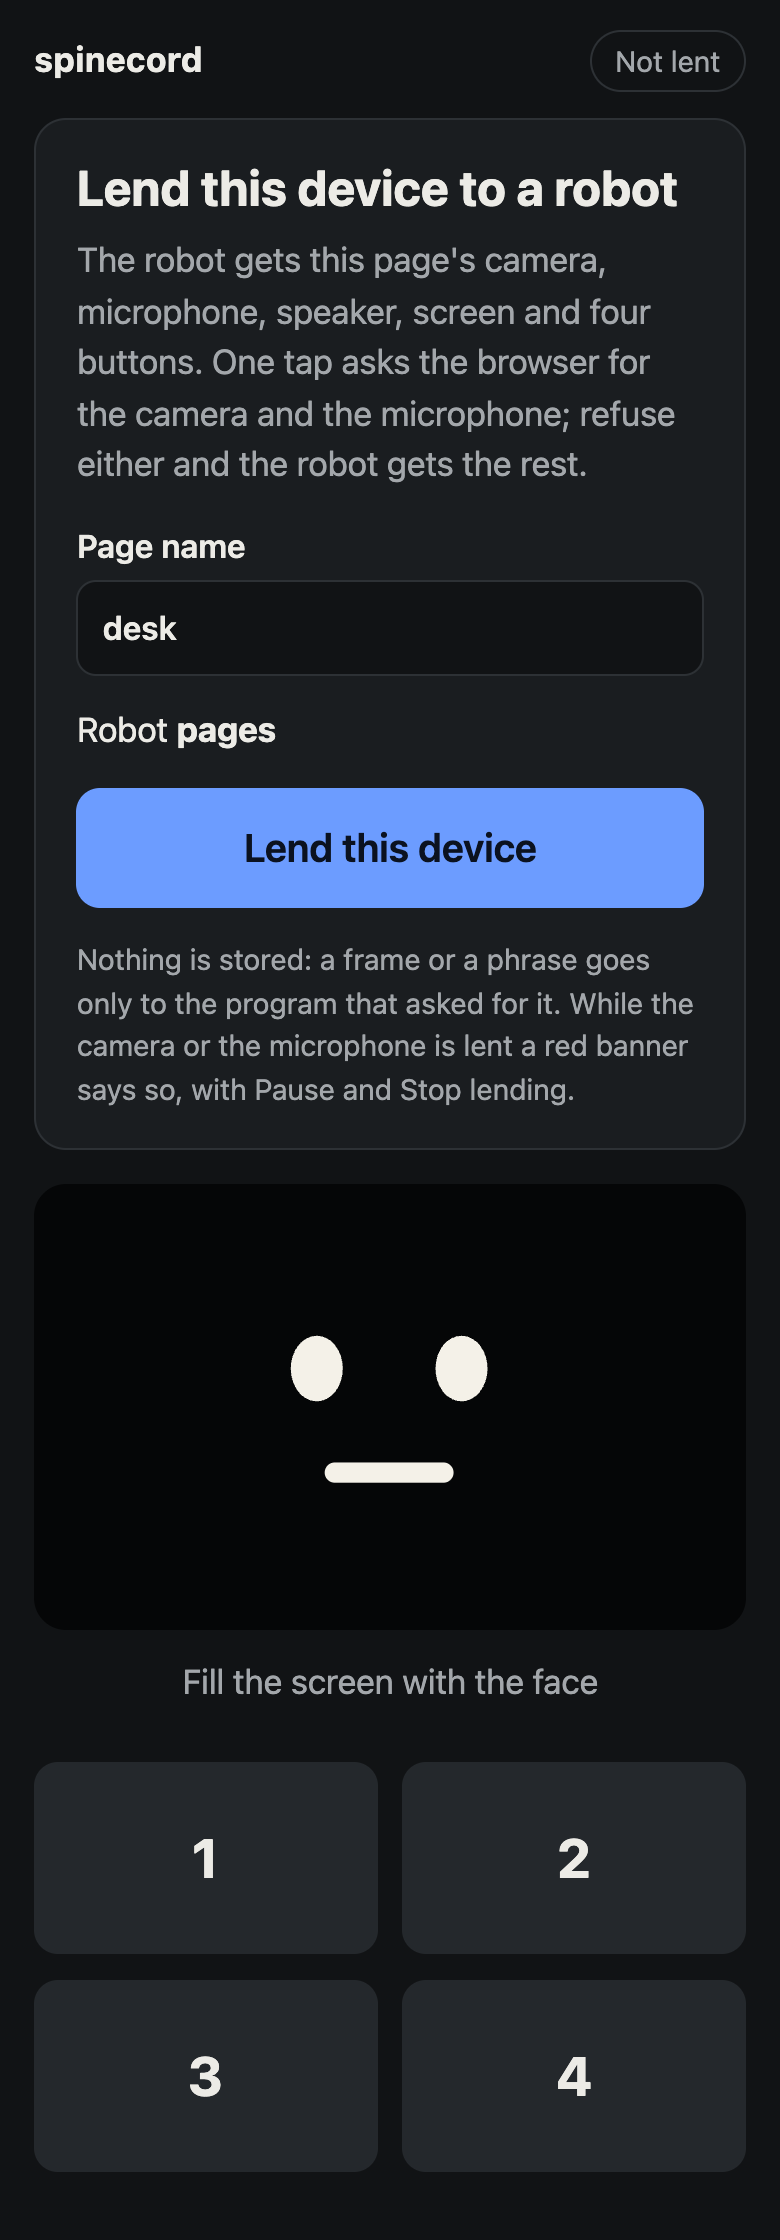 spinecord
Not lent
Lend this device to a robot
The robot gets this page's camera,
microphone, speaker, screen and four
buttons. One tap asks the browser for
the camera and the microphone; refuse
either and the robot gets the rest.
Page name
desk
Robot pages
Lend this device
Nothing is stored: a frame or a phrase goes
only to the program that asked for it. While the
camera or the microphone is lent a red banner
says so, with Pause and Stop lending.
Fill the screen with the face
1
2
3
4